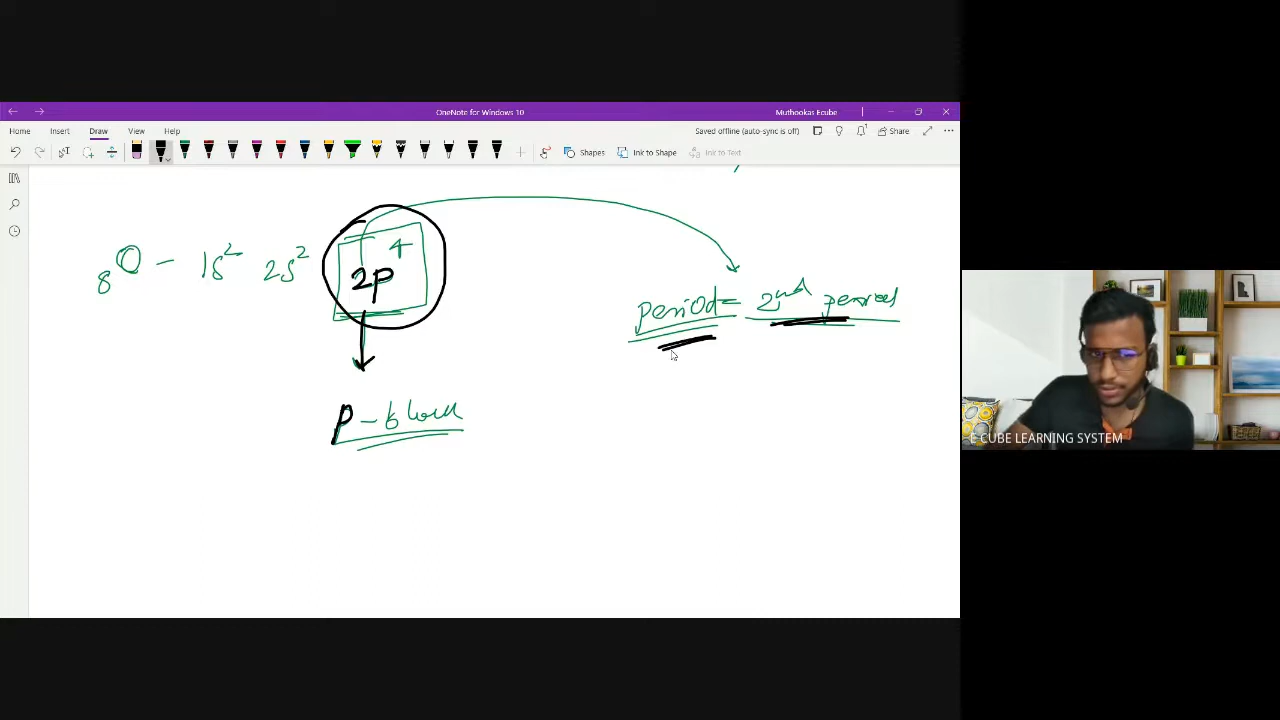 OneNote for Windows 10
Muthookas Ecube
Home Insert Draw View Help
Saved offline (auto-sync is off) Share
Shapes Ink to Shape Ink to Text
8O - 1s² 2s² 2p⁴
period = 2nd period
p - block
E CUBE LEARNING SYSTEM